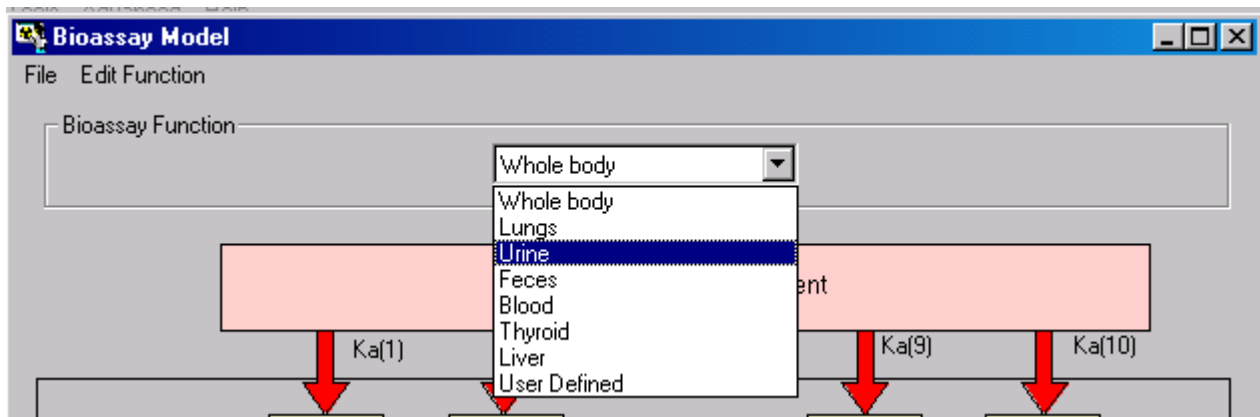 Bioassay Model
File Edit Function
Bioassay Function
Whole body
Whole body
Lungs
Urine
Feces
ent
Blood
Thyroid
Ka(1)
Ka(9)
Ka(10)
Liver
User Defined